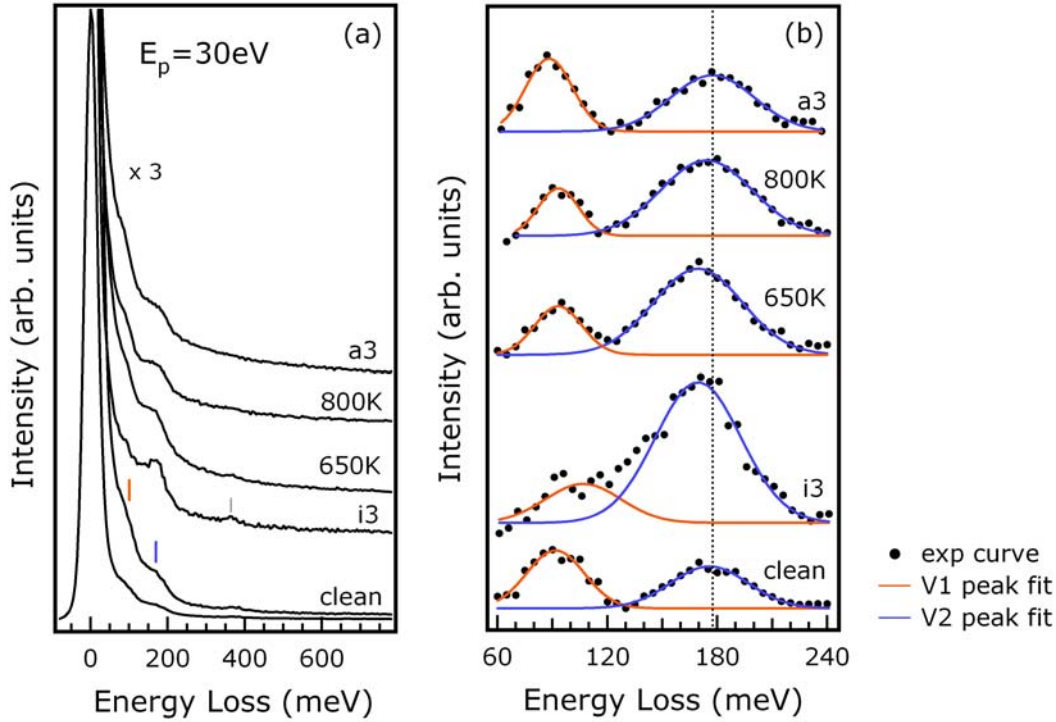 (a)
E_p=30eV
x 3
a3
800K
650K
i3
clean
0 200 400 600
Energy Loss (meV)
Intensity (arb. units)
(b)
a3
800K
650K
i3
clean
60 120 180 240
Energy Loss (meV)
Intensity (arb. units)
exp curve
V1 peak fit
V2 peak fit